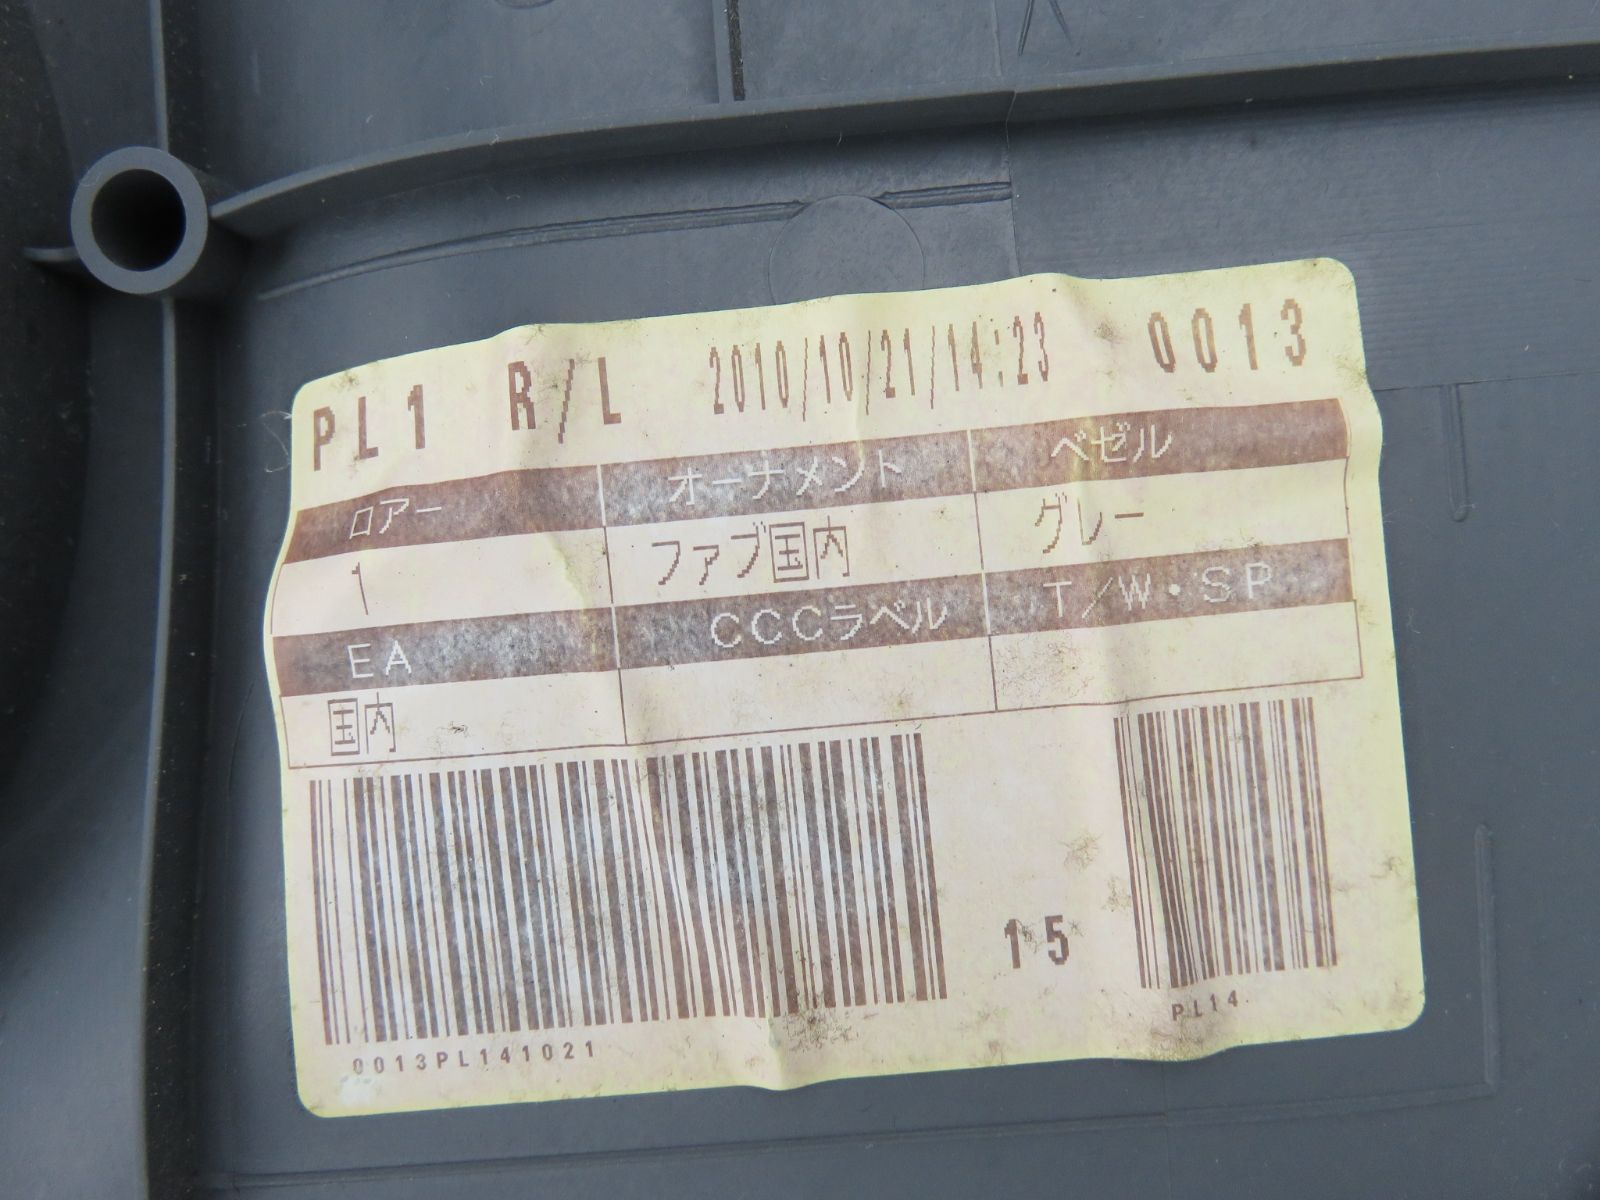 PL1 R/L 2010/10/21/14:23 0013
ロアー オーナメント ベゼル
1 ファブ国内 グレー
EA CCCラベル T/W・SP
国内
15
0013PL141021
PL14